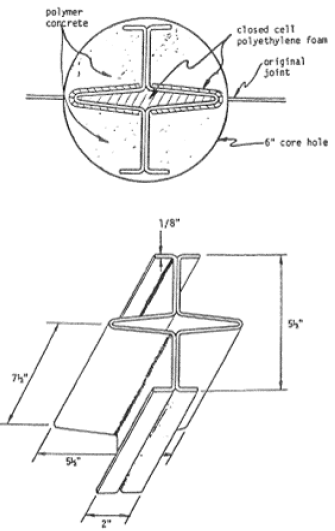 polymer
concrete
closed cell
polyethylene foam
original
joint
6" core hole
1/8"
5½"
7½"
5½"
2"